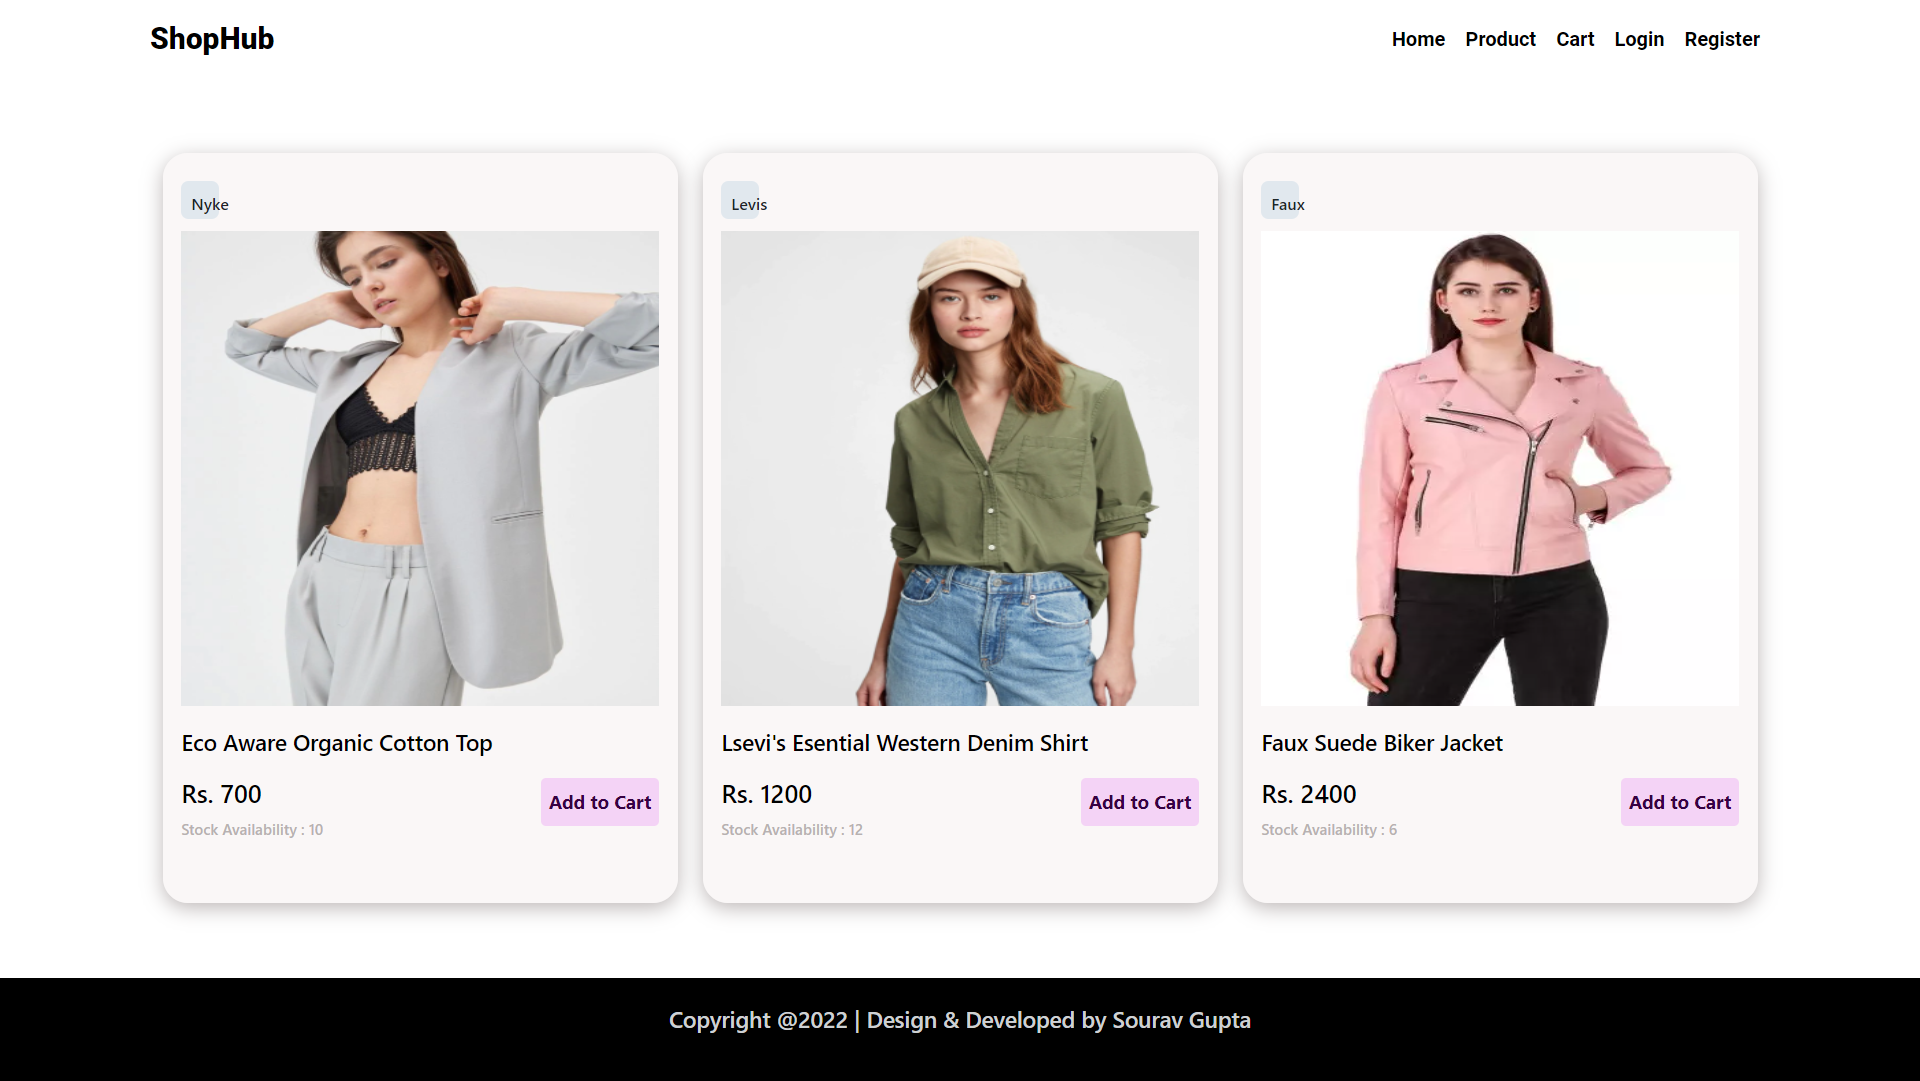 ShopHub
Home Product Cart Login Register
Nyke
Eco Aware Organic Cotton Top
Rs. 700
Add to Cart
Stock Availability : 10
Levis
Lsevi's Esential Western Denim Shirt
Rs. 1200
Add to Cart
Stock Availability : 12
Faux
Faux Suede Biker Jacket
Rs. 2400
Add to Cart
Stock Availability : 6
Copyright @2022 | Design & Developed by Sourav Gupta